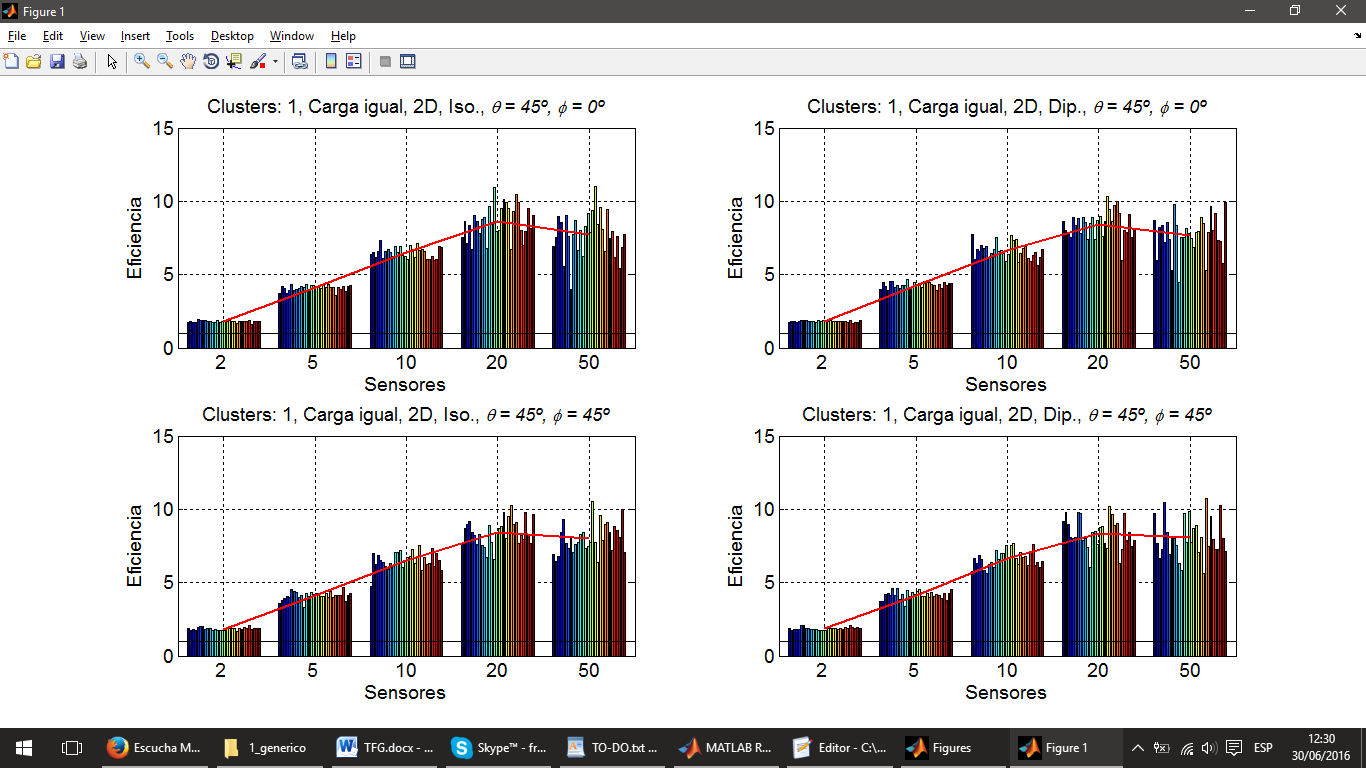 Figure 1
File Edit View Insert Tools Desktop Window Help
Clusters: 1, Carga igual, 2D, Iso., θ = 45º, ϕ = 0º
15
10
5
0
Eficiencia
2 5 10 20 50
Sensores
Clusters: 1, Carga igual, 2D, Dip., θ = 45º, ϕ = 0º
15
10
5
0
Eficiencia
2 5 10 20 50
Sensores
Clusters: 1, Carga igual, 2D, Iso., θ = 45º, ϕ = 45º
15
10
5
0
Eficiencia
2 5 10 20 50
Sensores
Clusters: 1, Carga igual, 2D, Dip., θ = 45º, ϕ = 45º
15
10
5
0
Eficiencia
2 5 10 20 50
Sensores
Escucha M... 1_generico TFG.docx - ... Skype™ - fr... TO-DO.txt ... MATLAB R... Editor - C:\... Figures Figure 1 ESP 12:30
30/06/2016